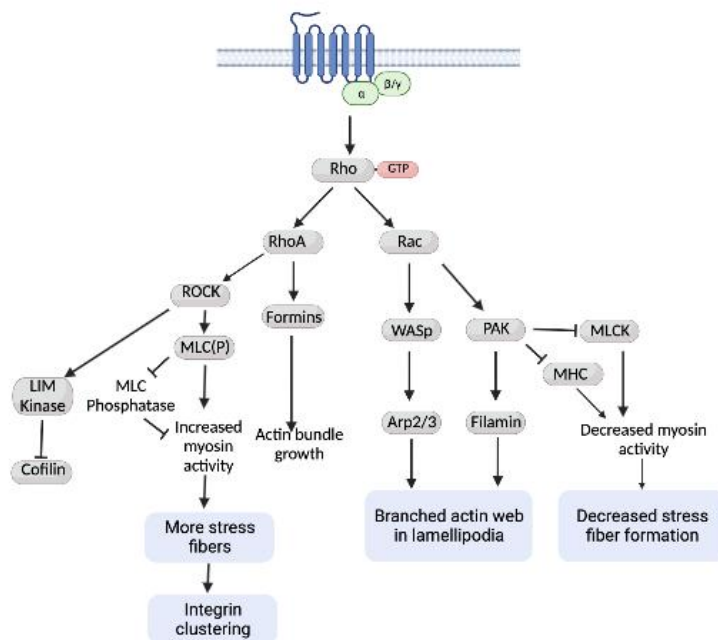 α
β/γ
Rho
GTP
RhoA
Rac
ROCK
Formins
WASp
PAK
MLCK
MLC(P)
MHC
LIM
Kinase
MLC
Phosphatase
Increased
myosin
activity
Actin bundle
growth
Arp2/3
Filamin
Decreased myosin
activity
Cofilin
More stress
fibers
Branched actin web
in lamellipodia
Decreased stress
fiber formation
Integrin
clustering